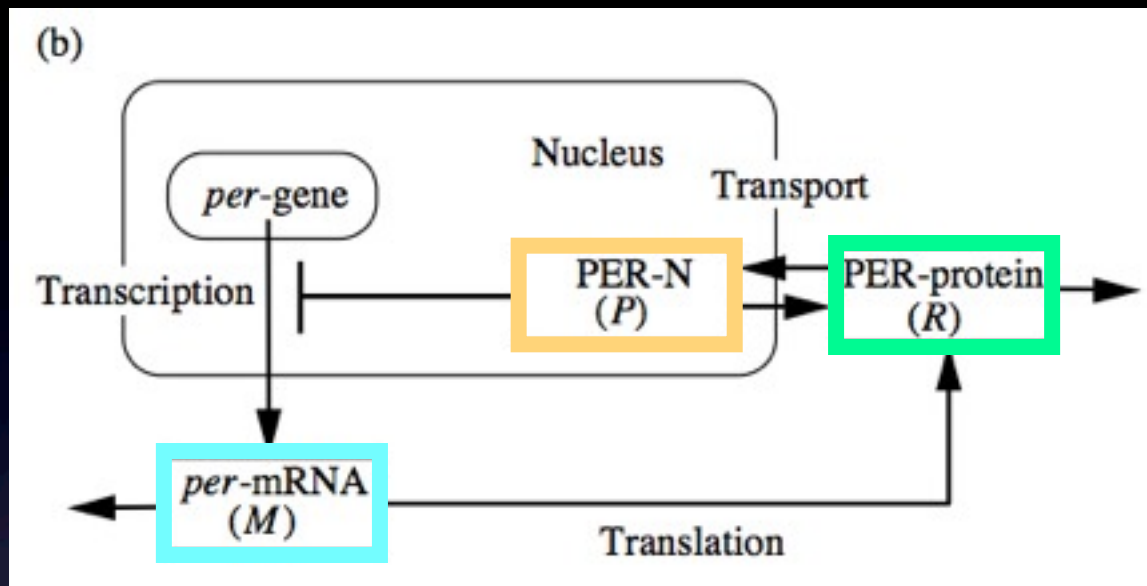 (b)
Nucleus
per-gene
Transport
Transcription
PER-N
(P)
PER-protein
(R)
per-mRNA
(M)
Translation